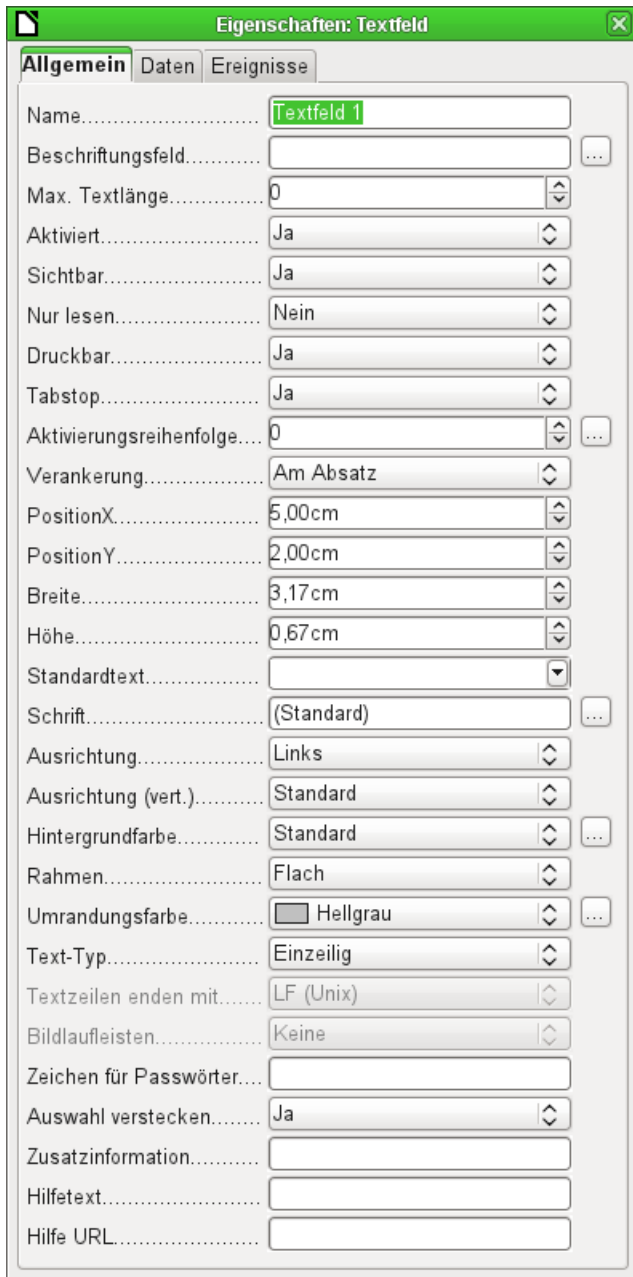 Eigenschaften: Textfeld
Allgemein Daten Ereignisse
Name.......................... Textfeld 1
Beschriftungsfeld............ ...
Max. Textlänge............... 0
Aktiviert......................... Ja
Sichtbar........................ Ja
Nur lesen...................... Nein
Druckbar....................... Ja
Tabstop......................... Ja
Aktivierungsreihenfolge.... 0 ...
Verankerung................... Am Absatz
PositionX....................... 5,00cm
PositionY....................... 2,00cm
Breite............................ 3,17cm
Höhe............................. 0,67cm
Standardtext..................
Schrift........................... (Standard) ...
Ausrichtung.................... Links
Ausrichtung (vert.).......... Standard
Hintergrundfarbe............. Standard ...
Rahmen......................... Flach
Umrandungsfarbe............ Hellgrau ...
Text-Typ........................ Einzeilig
Textzeilen enden mit....... LF (Unix)
Bildlaufleisten................. Keine
Zeichen für Passwörter....
Auswahl verstecken........ Ja
Zusatzinformation...........
Hilfetext........................
Hilfe URL......................